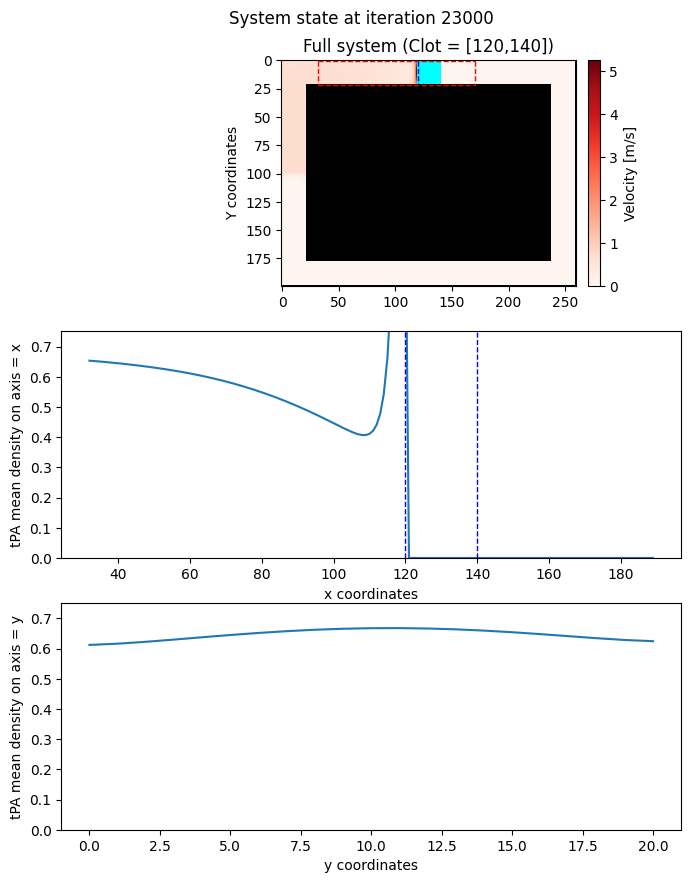 System state at iteration 23000
Full system (Clot = [120,140])
0
25
50
75
100
125
150
175
Y coordinates
0 50 100 150 200 250
5
4
3
2
1
0
Velocity [m/s]
0.7
0.6
0.5
0.4
0.3
0.2
0.1
0.0
tPA mean density on axis = x
40 60 80 100 120 140 160 180
x coordinates
0.7
0.6
0.5
0.4
0.3
0.2
0.1
0.0
tPA mean density on axis = y
0.0 2.5 5.0 7.5 10.0 12.5 15.0 17.5 20.0
y coordinates